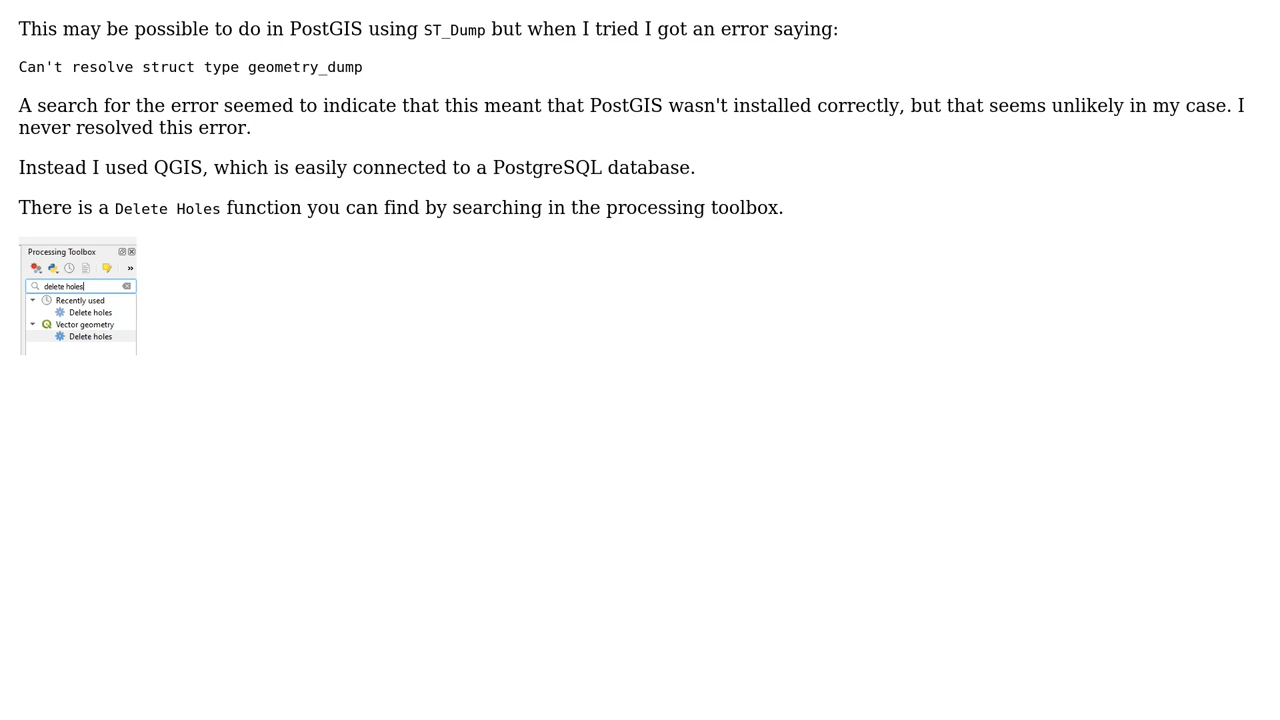 This may be possible to do in PostGIS using ST_Dump but when I tried I got an error saying:
Can't resolve struct type geometry_dump
A search for the error seemed to indicate that this meant that PostGIS wasn't installed correctly, but that seems unlikely in my case. I
never resolved this error.
Instead I used QGIS, which is easily connected to a PostgreSQL database.
There is a Delete Holes function you can find by searching in the processing toolbox.
Processing Toolbox
»
delete holes
Recently used
Delete holes
Vector geometry
Delete holes